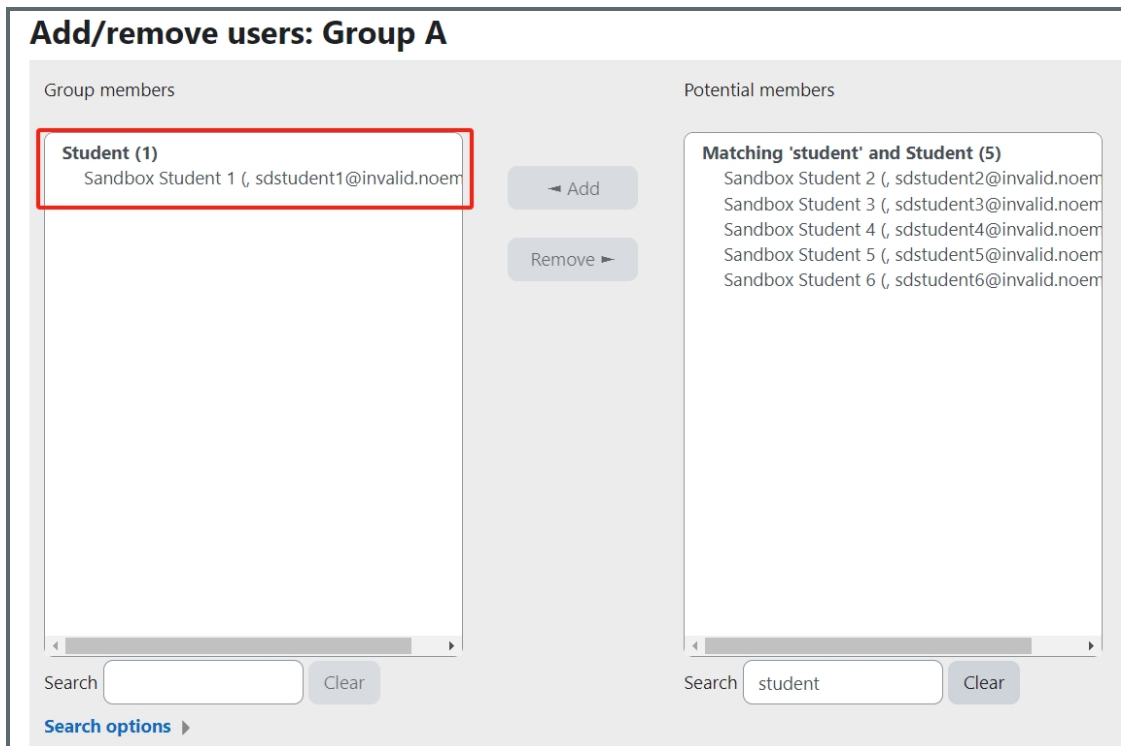 Add/remove users: Group A
Group members
Student (1)
Sandbox Student 1 (, sdstudent1@invalid.noem
◄ Add
Remove ►
Search
Clear
Search options
Potential members
Matching 'student' and Student (5)
Sandbox Student 2 (, sdstudent2@invalid.noem
Sandbox Student 3 (, sdstudent3@invalid.noem
Sandbox Student 4 (, sdstudent4@invalid.noem
Sandbox Student 5 (, sdstudent5@invalid.noem
Sandbox Student 6 (, sdstudent6@invalid.noem
Search student Clear